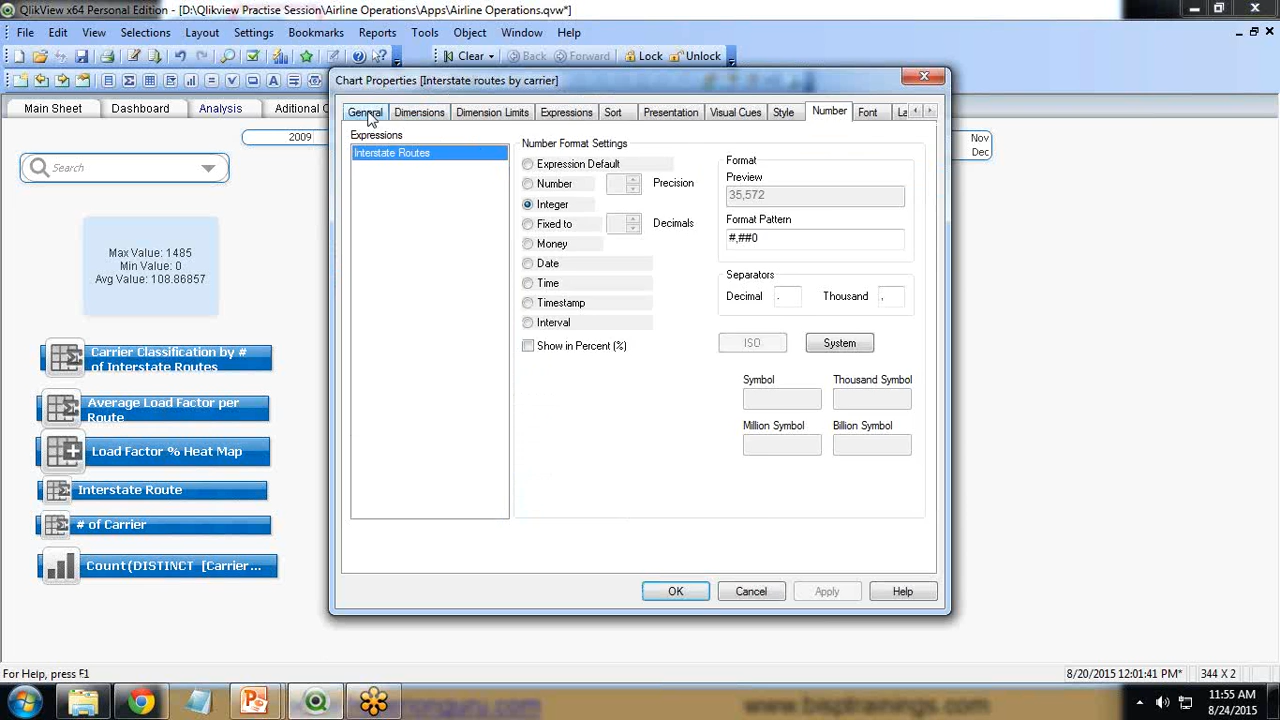 QlikView x64 Personal Edition - [D:\Qlikview Practise Session\Airline Operations\Apps\Airline Operations.qvw*]
File Edit View Selections Layout Settings Bookmarks Reports Tools Object Window Help
Clear Back Forward Lock Unlock
Chart Properties [Interstate routes by carrier]
Main Sheet Dashboard Analysis Aditional
General Dimensions Dimension Limits Expressions Sort Presentation Visual Cues Style Number Font La
2009
Nov
Dec
Search
Expressions
Interstate Routes
Number Format Settings
Expression Default
Number Precision
Integer
Fixed to Decimals
Money
Date
Time
Timestamp
Interval
Show in Percent (%)
Format
Preview
35,572
Format Pattern
#,##0
Separators
Decimal . Thousand ,
ISO System
Symbol Thousand Symbol
Million Symbol Billion Symbol
Max Value: 1485
Min Value: 0
Avg Value: 108.86857
Carrier Classification by #
of Interstate Routes
Average Load Factor per
Route
Load Factor % Heat Map
Interstate Route
# of Carrier
Count(DISTINCT [Carrier...
OK Cancel Apply Help
For Help, press F1
8/20/2015 12:01:41 PM* 344 X 2
www.bisptrainings.com
11:55 AM
8/24/2015